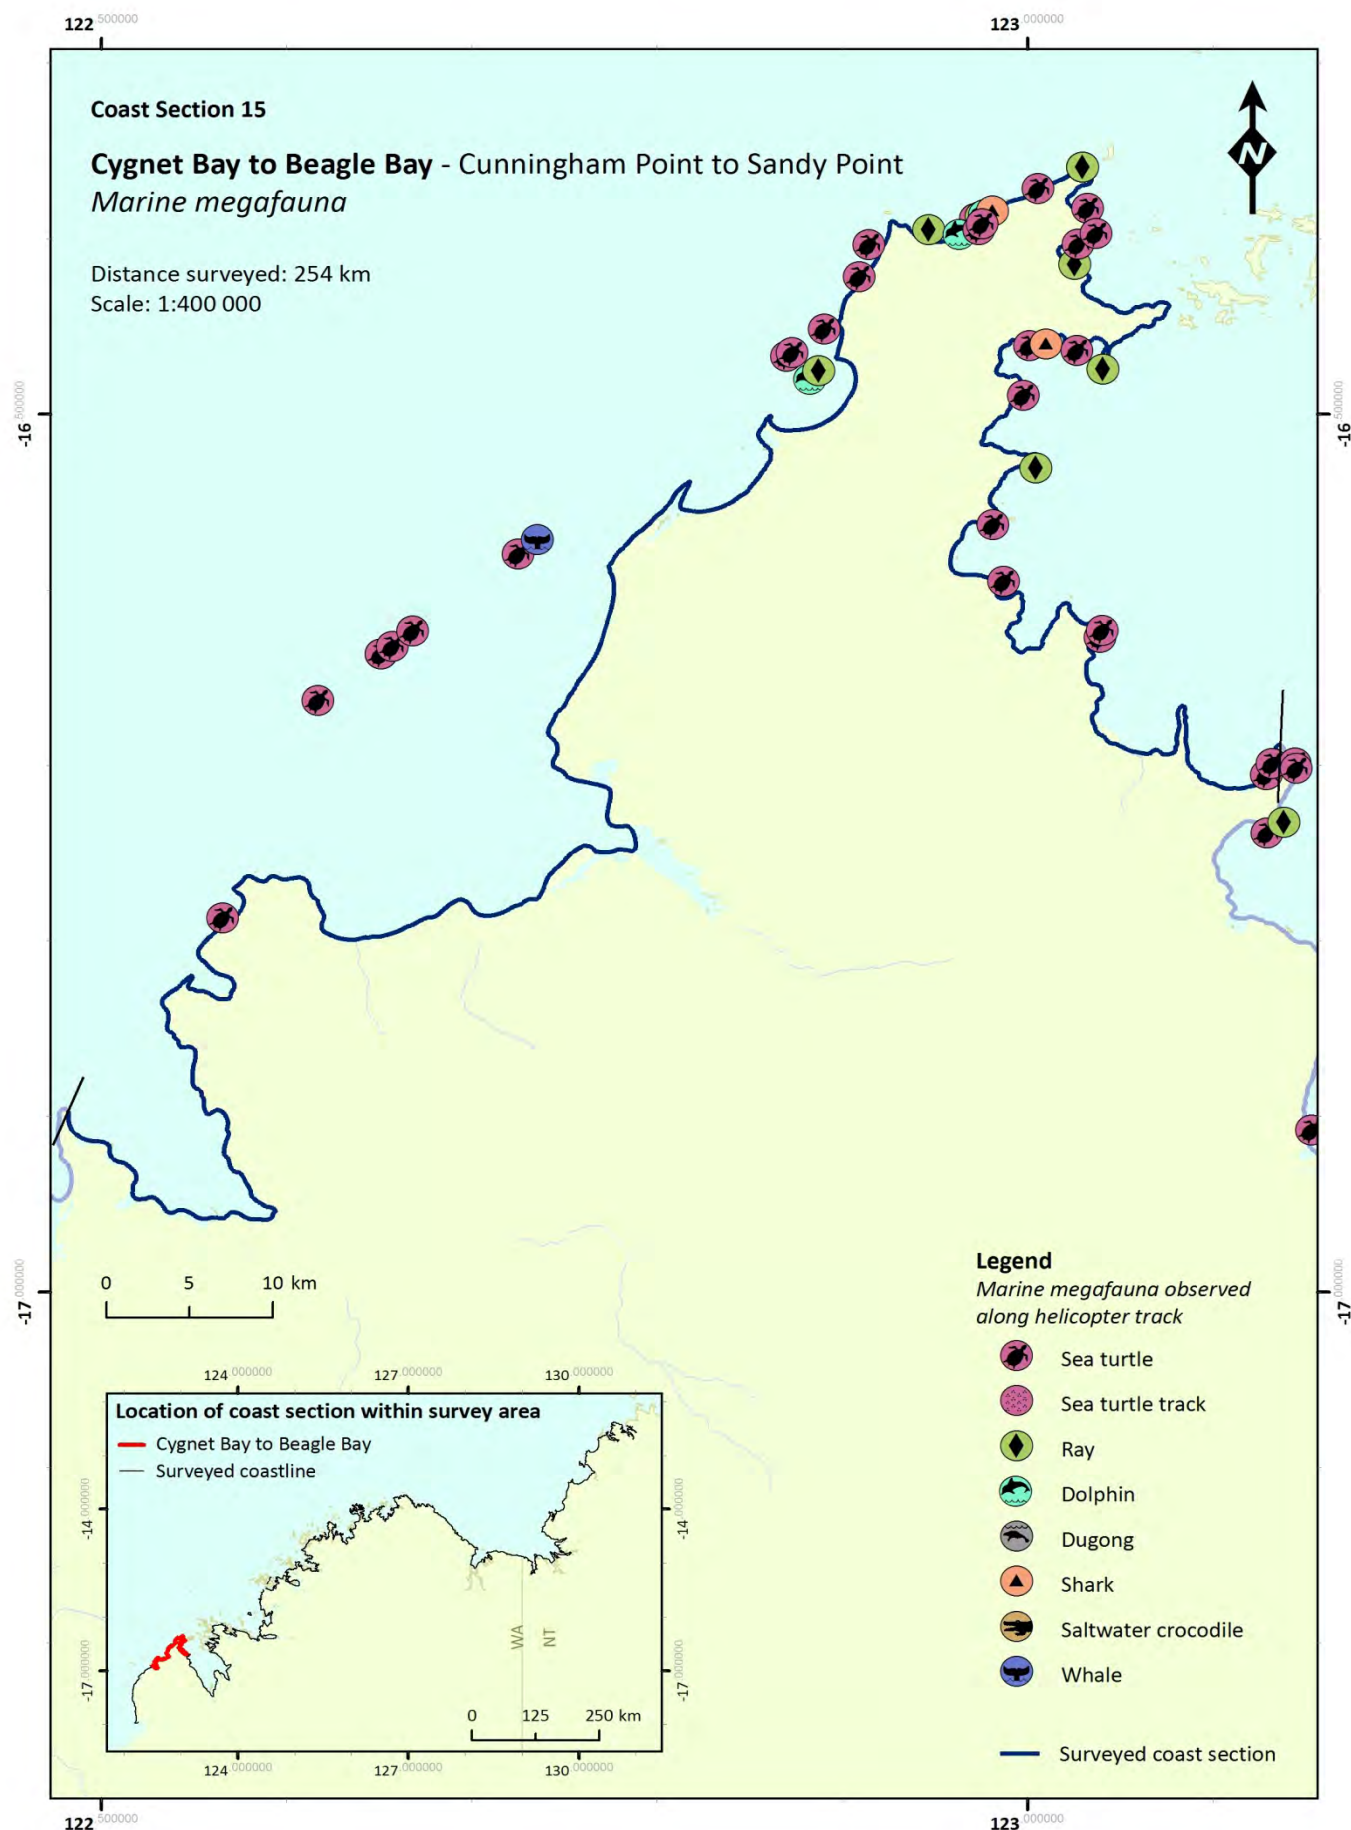 122.500000
123.000000
Coast Section 15
Cygnet Bay to Beagle Bay - Cunningham Point to Sandy Point
Marine megafauna
Distance surveyed: 254 km
Scale: 1:400 000
N
-16.500000
-16.500000
0 5 10 km
-17.000000
-17.000000
Legend
Marine megafauna observed
along helicopter track
Sea turtle
Sea turtle track
Ray
Dolphin
Dugong
Shark
Saltwater crocodile
Whale
Surveyed coast section
124.000000
127.000000
130.000000
Location of coast section within survey area
Cygnet Bay to Beagle Bay
Surveyed coastline
-14.000000
-14.000000
WA
NT
-17.000000
-17.000000
0 125 250 km
124.000000
127.000000
130.000000
122.500000
123.000000